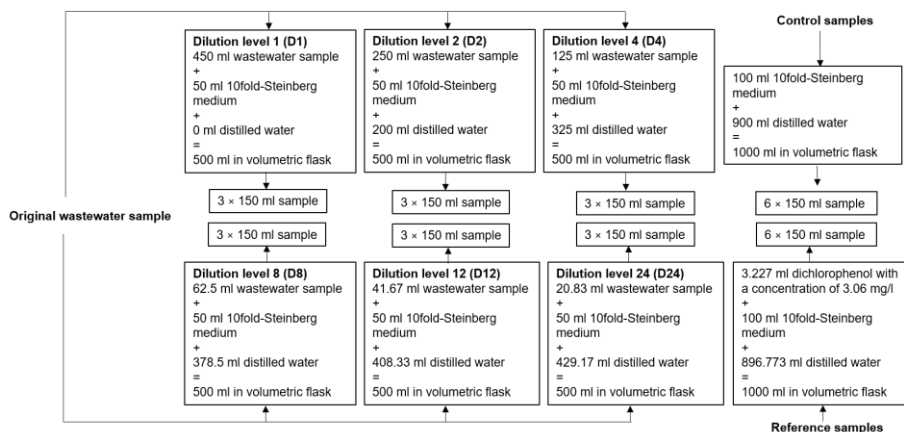 Control samples
Dilution level 1 (D1)
450 ml wastewater sample
+
50 ml 10fold-Steinberg
medium
+
0 ml distilled water
=
500 ml in volumetric flask
Dilution level 2 (D2)
250 ml wastewater sample
+
50 ml 10fold-Steinberg
medium
+
200 ml distilled water
=
500 ml in volumetric flask
Dilution level 4 (D4)
125 ml wastewater sample
+
50 ml 10fold-Steinberg
medium
+
325 ml distilled water
=
500 ml in volumetric flask
100 ml 10fold-Steinberg
medium
+
900 ml distilled water
=
1000 ml in volumetric flask
3 × 150 ml sample
3 × 150 ml sample
3 × 150 ml sample
6 × 150 ml sample
Original wastewater sample
3 × 150 ml sample
3 × 150 ml sample
3 × 150 ml sample
6 × 150 ml sample
Dilution level 8 (D8)
62.5 ml wastewater sample
+
50 ml 10fold-Steinberg
medium
+
378.5 ml distilled water
=
500 ml in volumetric flask
Dilution level 12 (D12)
41.67 ml wastewater sample
+
50 ml 10fold-Steinberg
medium
+
408.33 ml distilled water
=
500 ml in volumetric flask
Dilution level 24 (D24)
20.83 ml wastewater sample
+
50 ml 10fold-Steinberg
medium
+
429.17 ml distilled water
=
500 ml in volumetric flask
3.227 ml dichlorophenol with
a concentration of 3.06 mg/l
+
100 ml 10fold-Steinberg
medium
+
896.773 ml distilled water
=
1000 ml in volumetric flask
Reference samples